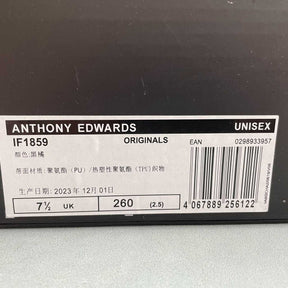 ANTHONY EDWARDS UNISEX
IF1859 ORIGINALS EAN 0298933957
颜色:黑橘
帮面材质:聚氨酯(PU)/热塑性聚氨酯(TPE)织物
生产日期:2023年 12月 01日
7½ UK 260 (2.5)
4 067889 256122